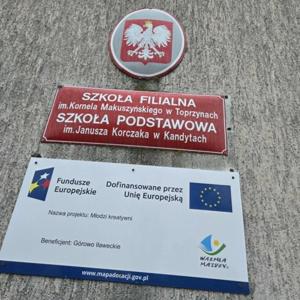 SZKOŁA FILIALNA
im. Kornela Makuszyńskiego w Toprzynach
SZKOŁA PODSTAWOWA
im. Janusza Korczaka w Kandytach
Fundusze
Europejskie
Dofinansowane przez
Unię Europejską
Nazwa projektu: Młodzi kreatywni
Beneficjent: Górowo Iławeckie
WARMIA
MAZURY
www.mapadotacji.gov.pl